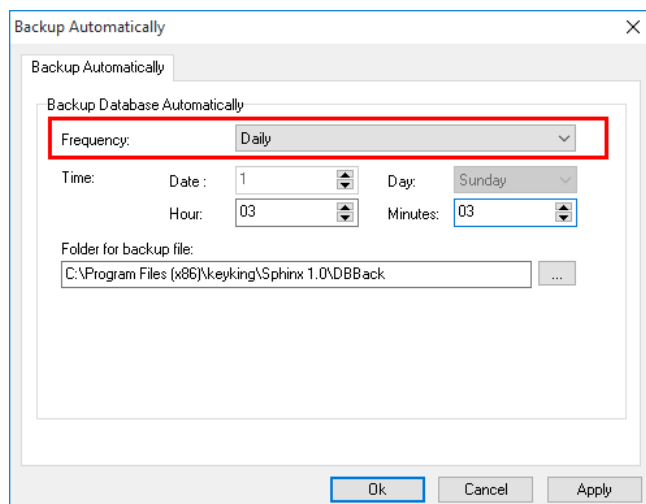 Backup Automatically
Backup Automatically
Backup Database Automatically
Frequency: Daily
Time: Date : 1 Day: Sunday
Hour: 03 Minutes: 03
Folder for backup file:
C:\Program Files (x86)\keyking\Sphinx 1.0\DBBack ...
Ok Cancel Apply